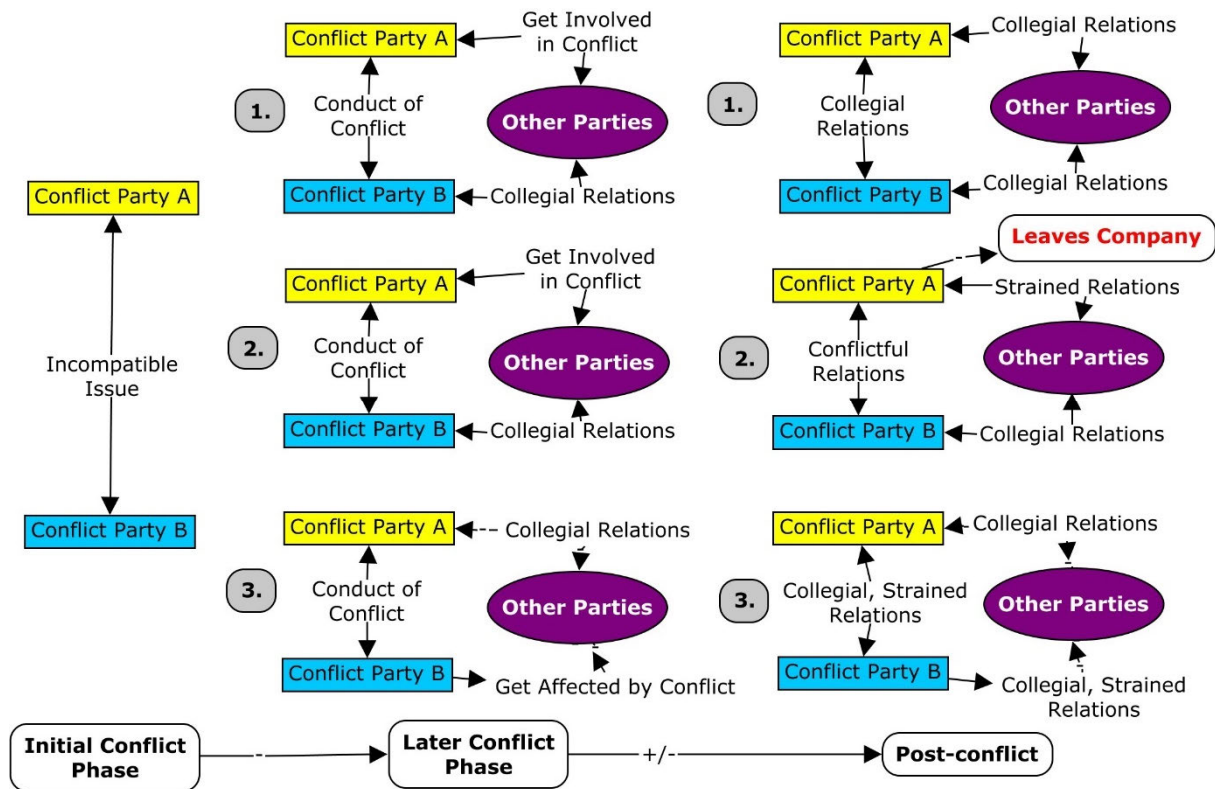 Conflict Party A
Incompatible
Issue
Conflict Party B
1.
Conflict Party A
Get Involved
in Conflict
Conduct of
Conflict
Other Parties
Conflict Party B
Collegial Relations
2.
Conflict Party A
Get Involved
in Conflict
Conduct of
Conflict
Other Parties
Conflict Party B
Collegial Relations
3.
Conflict Party A
Collegial Relations
Conduct of
Conflict
Other Parties
Conflict Party B
Get Affected by Conflict
1.
Conflict Party A
Collegial Relations
Collegial
Relations
Other Parties
Conflict Party B
Collegial Relations
2.
Leaves Company
Conflict Party A
Strained Relations
Conflictful
Relations
Other Parties
Conflict Party B
Collegial Relations
3.
Conflict Party A
Collegial Relations
Collegial, Strained
Relations
Other Parties
Conflict Party B
Collegial, Strained
Relations
Initial Conflict
Phase
-
Later Conflict
Phase
+/-
Post-conflict